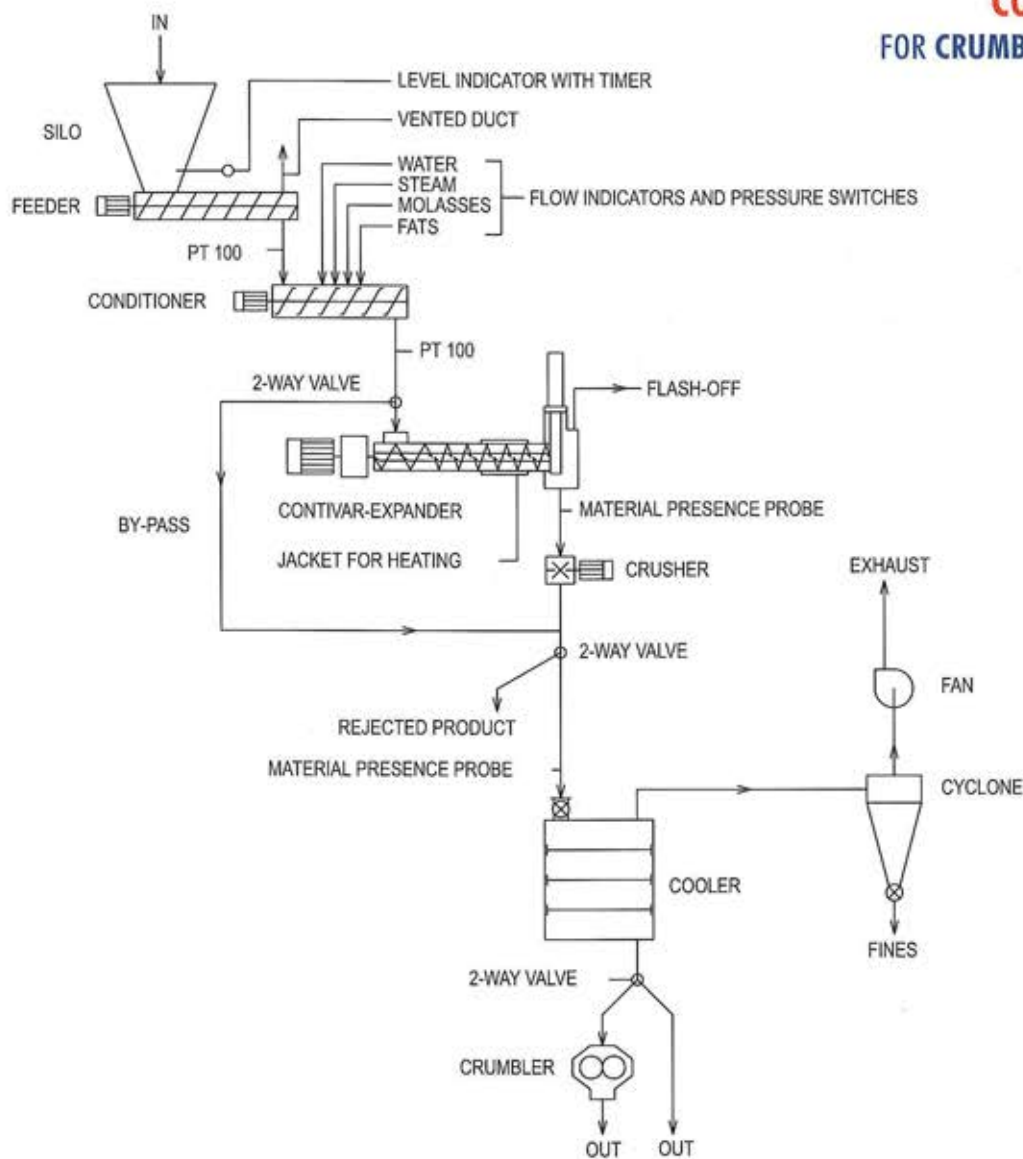 FOR CRUMB
IN
LEVEL INDICATOR WITH TIMER
SILO
VENTED DUCT
WATER
STEAM
FLOW INDICATORS AND PRESSURE SWITCHES
MOLASSES
FEEDER
FATS
PT 100
CONDITIONER
PT 100
2-WAY VALVE
FLASH-OFF
CONTIVAR-EXPANDER
MATERIAL PRESENCE PROBE
BY-PASS
JACKET FOR HEATING
CRUSHER
EXHAUST
2-WAY VALVE
FAN
REJECTED PRODUCT
MATERIAL PRESENCE PROBE
CYCLONE
COOLER
FINES
2-WAY VALVE
CRUMBLER
OUT
OUT